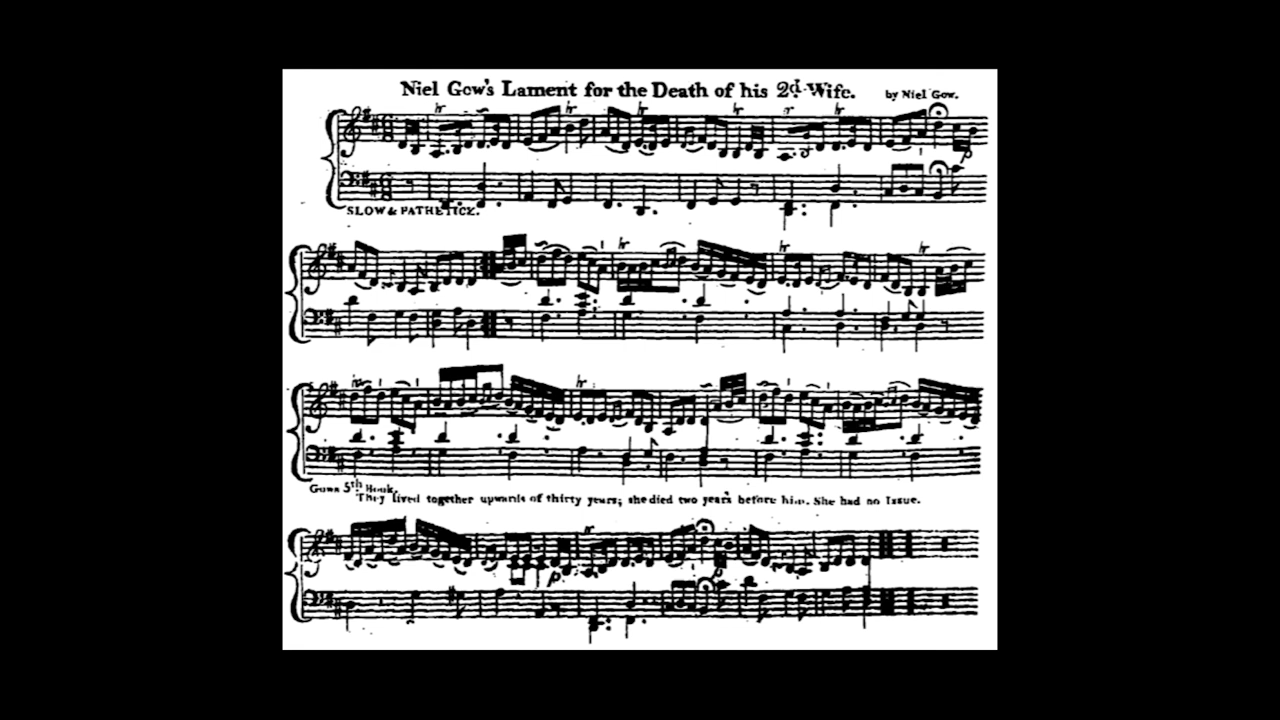 Niel Gow's Lament for the Death of his 2d. Wife.
by Niel Gow.
SLOW & PATHETICK.
Gows 5th Book.
They lived together upwards of thirty years; she died two years before him. She had no Issue.